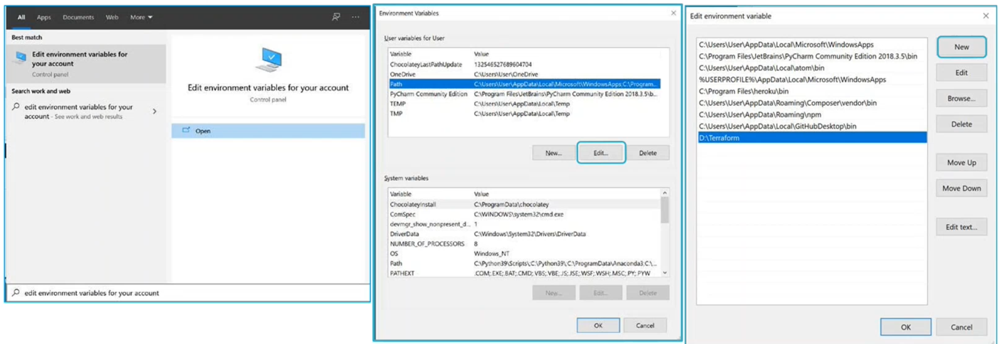 All Apps Documents Web More
Best match
Edit environment variables for
your account
Control panel
Search work and web
edit environment variables for your
account - See work and web results
Edit environment variables for your account
Control panel
Open
edit environment variables for your account
Environment Variables
User variables for User
Variable Value
ChocolateyLastPathUpdate 132546527689604704
OneDrive C:\Users\User\OneDrive
Path C:\Users\User\AppData\Local\Microsoft\WindowsApps;C:\Program...
PyCharm Community Edition C:\Program Files\JetBrains\PyCharm Community Edition 2018.3.5\b...
TEMP C:\Users\User\AppData\Local\Temp
TMP C:\Users\User\AppData\Local\Temp
New... Edit... Delete
System variables
Variable Value
ChocolateyInstall C:\ProgramData\chocolatey
ComSpec C:\WINDOWS\system32\cmd.exe
devmgr_show_nonpresent_d... 1
DriverData C:\Windows\System32\Drivers\DriverData
NUMBER_OF_PROCESSORS 8
OS Windows_NT
Path C:\Python39\Scripts\;C:\Python39\;C:\ProgramData\Anaconda3;C:\...
PATHEXT .COM;.EXE;.BAT;.CMD;.VBS;.VBE;.JS;.JSE;.WSF;.WSH;.MSC;.PY;.PYW
New... Edit... Delete
OK Cancel
Edit environment variable
C:\Users\User\AppData\Local\Microsoft\WindowsApps
C:\Program Files\JetBrains\PyCharm Community Edition 2018.3.5\bin
C:\Users\User\AppData\Local\atom\bin
%USERPROFILE%\AppData\Local\Microsoft\WindowsApps
C:\Program Files\heroku\bin
C:\Users\User\AppData\Roaming\Composer\vendor\bin
C:\Users\User\AppData\Roaming\npm
C:\Users\User\AppData\Local\GitHubDesktop\bin
D:\Terraform
New
Edit
Browse...
Delete
Move Up
Move Down
Edit text...
OK Cancel